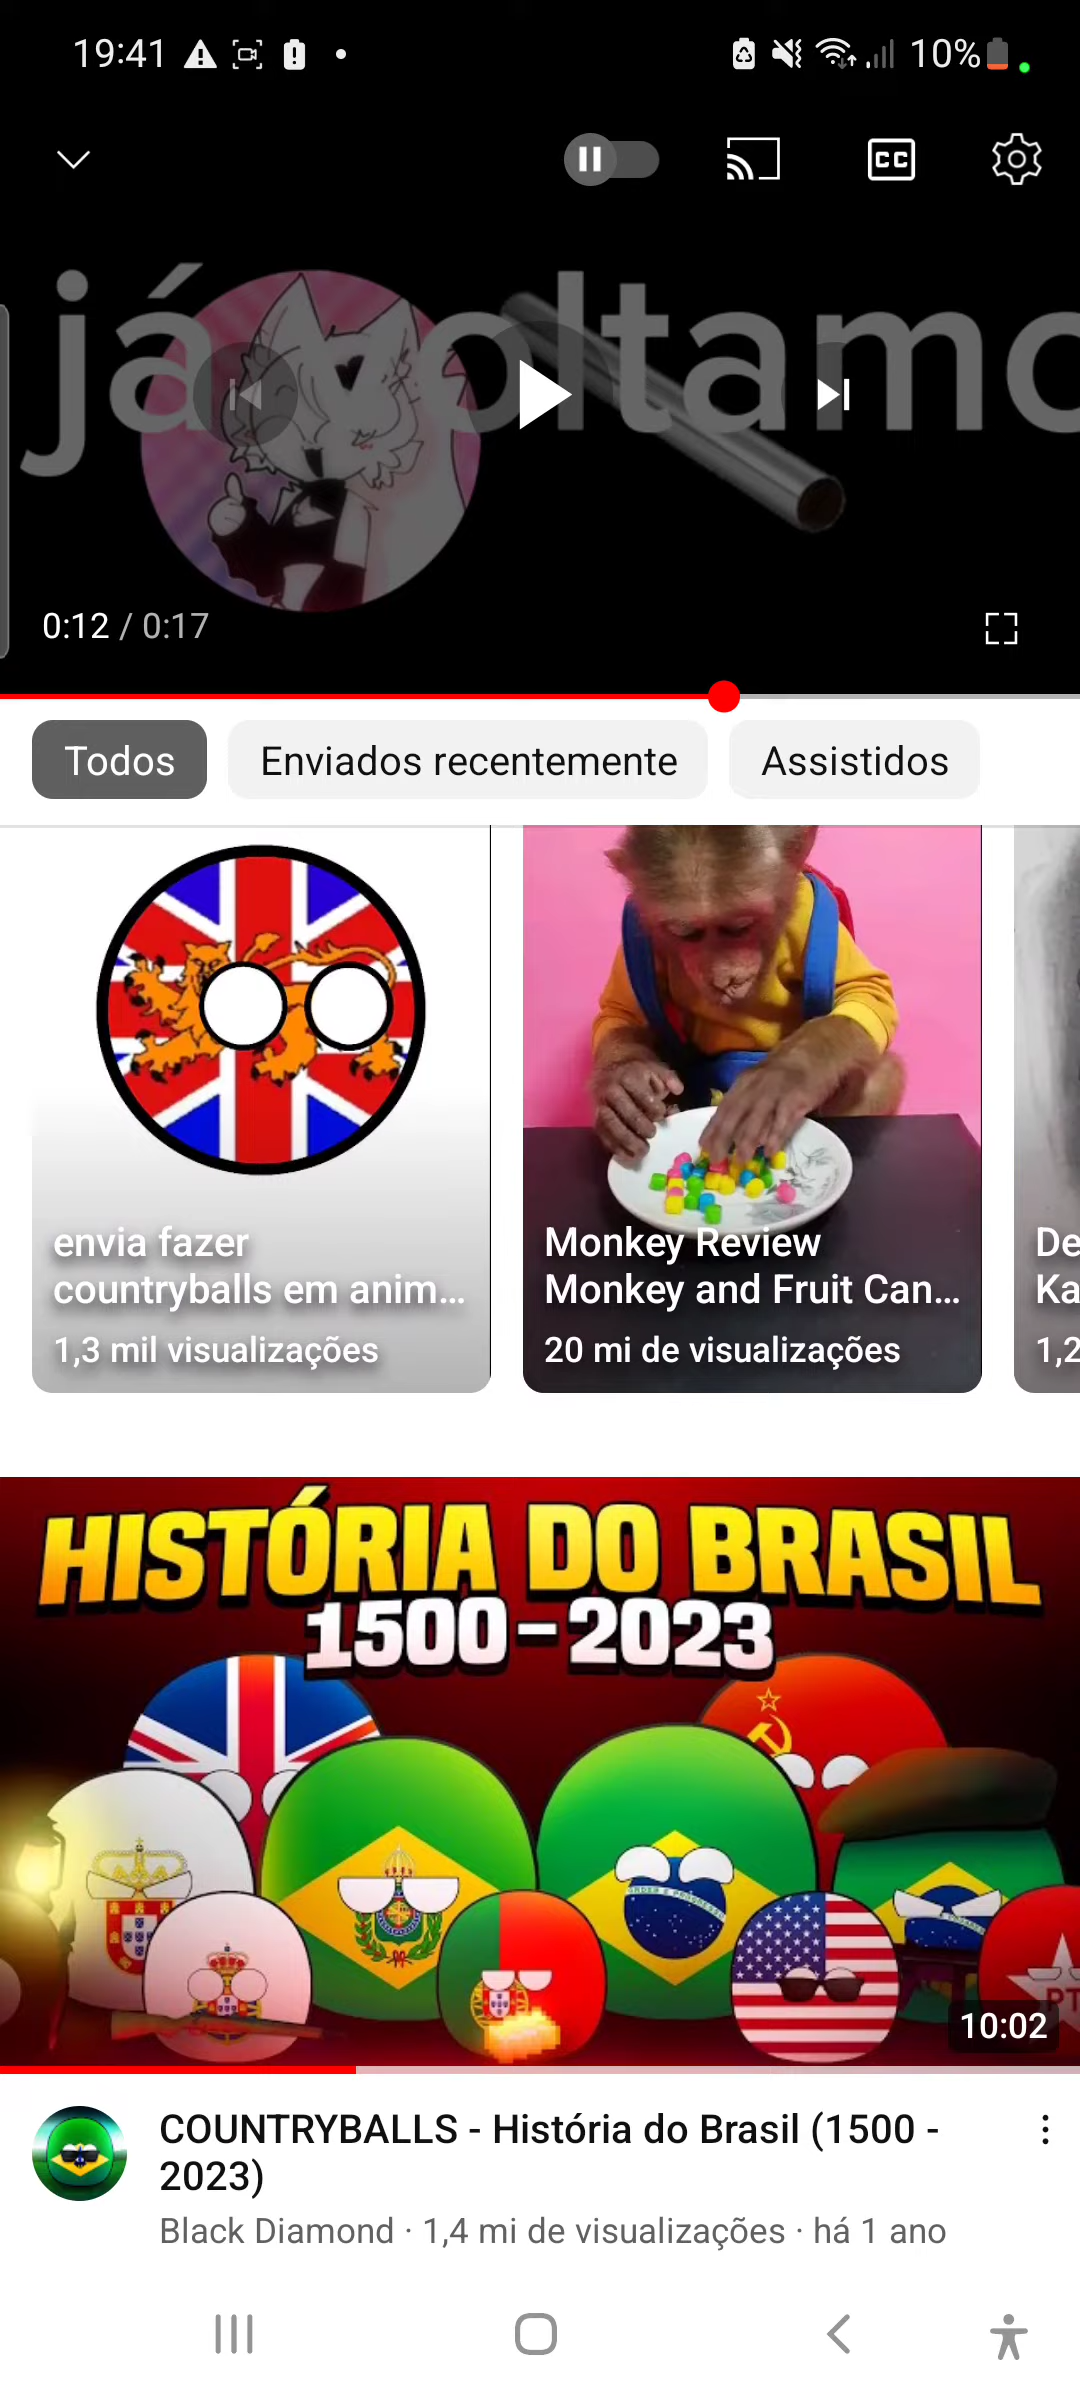 19:41
10%
CC
já voltamo
0:12 / 0:17
Todos
Enviados recentemente
Assistidos
envia fazer
countryballs em anim...
1,3 mil visualizações
Monkey Review
Monkey and Fruit Can...
20 mi de visualizações
De
Ka
1,2
HISTÓRIA DO BRASIL
1500-2023
PT
10:02
COUNTRYBALLS - História do Brasil (1500 -
2023)
Black Diamond · 1,4 mi de visualizações · há 1 ano